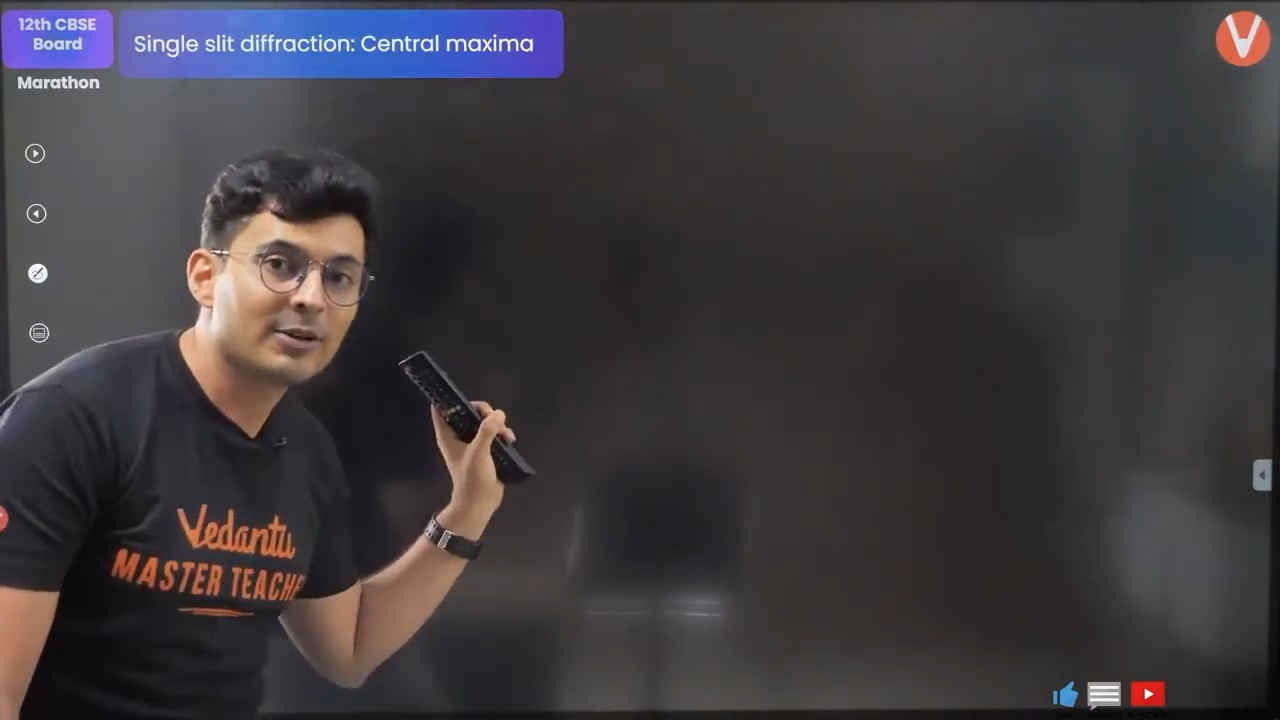 12th CBSE
Board
Marathon
Single slit diffraction: Central maxima
Vedantu
MASTER TEACHE